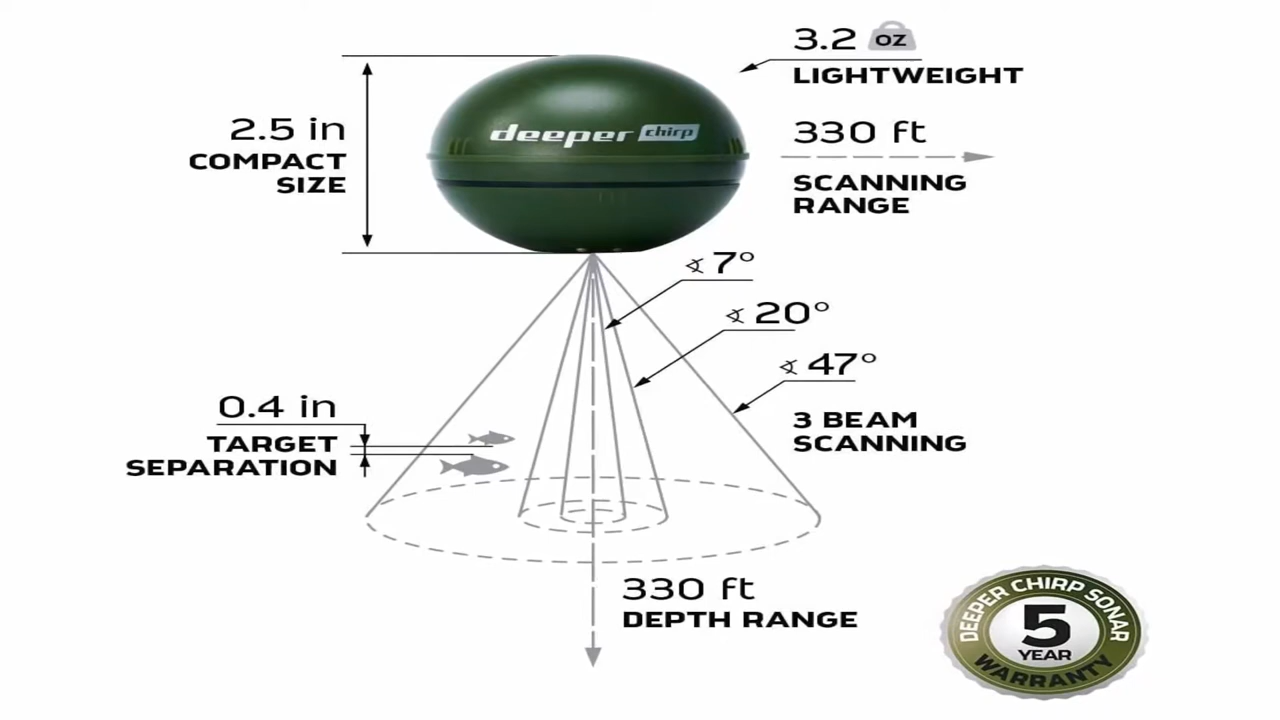 3.2 oz
LIGHTWEIGHT
2.5 in
COMPACT
SIZE
deeper chirp
330 ft
SCANNING
RANGE
7°
20°
47°
3 BEAM
SCANNING
0.4 in
TARGET
SEPARATION
330 ft
DEPTH RANGE
DEEPER CHIRP SONAR
5
YEAR
WARRANTY